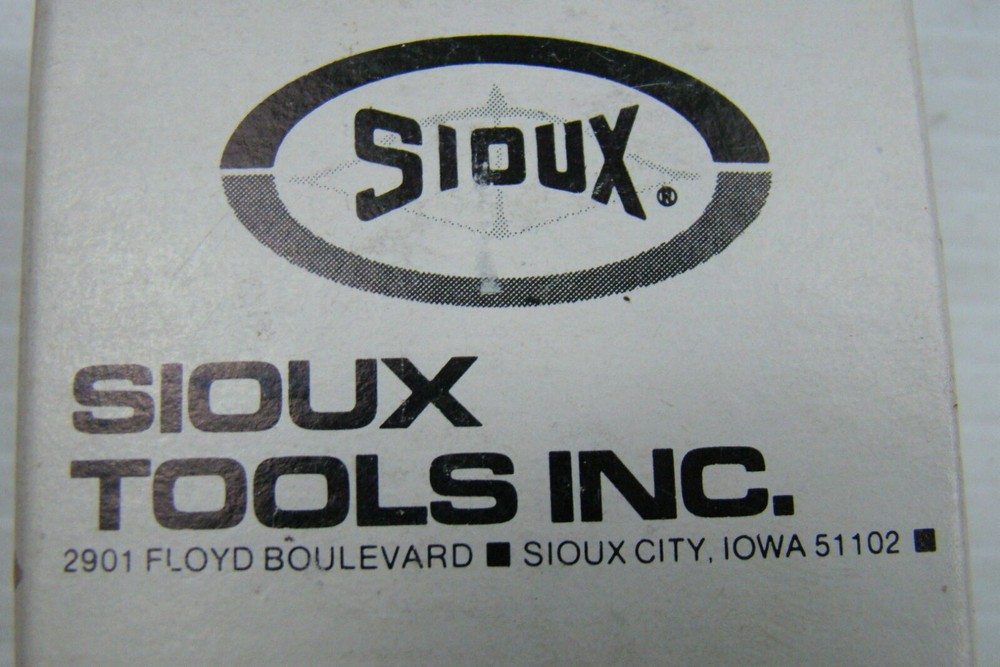 SIOUX®
SIOUX
TOOLS INC.
2901 FLOYD BOULEVARD ■ SIOUX CITY, IOWA 51102 ■